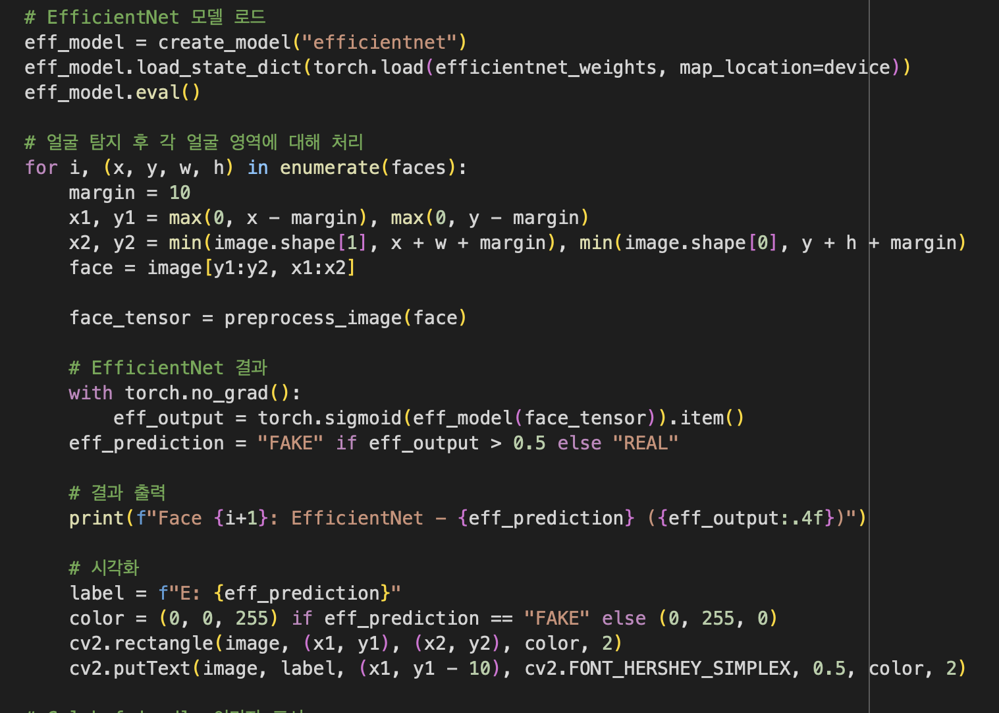 # EfficientNet 모델 로드
eff_model = create_model("efficientnet")
eff_model.load_state_dict(torch.load(efficientnet_weights, map_location=device))
eff_model.eval()
# 얼굴 탐지 후 각 얼굴 영역에 대해 처리
for i, (x, y, w, h) in enumerate(faces):
    margin = 10
    x1, y1 = max(0, x - margin), max(0, y - margin)
    x2, y2 = min(image.shape[1], x + w + margin), min(image.shape[0], y + h + margin)
    face = image[y1:y2, x1:x2]
    face_tensor = preprocess_image(face)
    # EfficientNet 결과
    with torch.no_grad():
        eff_output = torch.sigmoid(eff_model(face_tensor)).item()
    eff_prediction = "FAKE" if eff_output > 0.5 else "REAL"
    # 결과 출력
    print(f"Face {i+1}: EfficientNet - {eff_prediction} ({eff_output:.4f})")
    # 시각화
    label = f"E: {eff_prediction}"
    color = (0, 0, 255) if eff_prediction == "FAKE" else (0, 255, 0)
    cv2.rectangle(image, (x1, y1), (x2, y2), color, 2)
    cv2.putText(image, label, (x1, y1 - 10), cv2.FONT_HERSHEY_SIMPLEX, 0.5, color, 2)